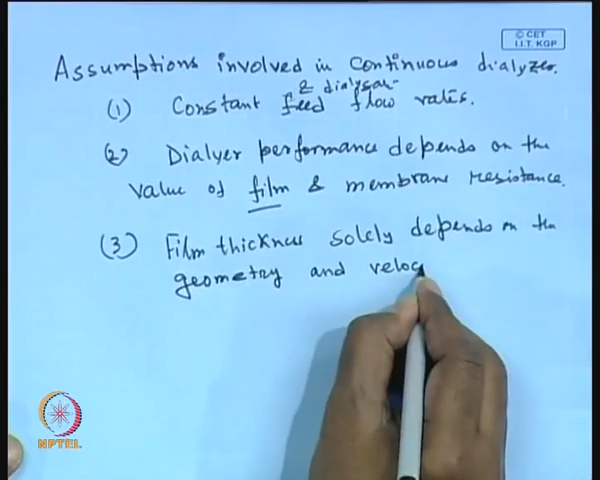 © CET
I.I.T. KGP
Assumptions involved in continuous dialyzer.
& dialysar
(1) Constant feed flow rates.
(2) Dialyer performance depends on the
value of film & membrane resistance.
(3) Film thickness solely depends on the
geometry and veloc
NPTEL